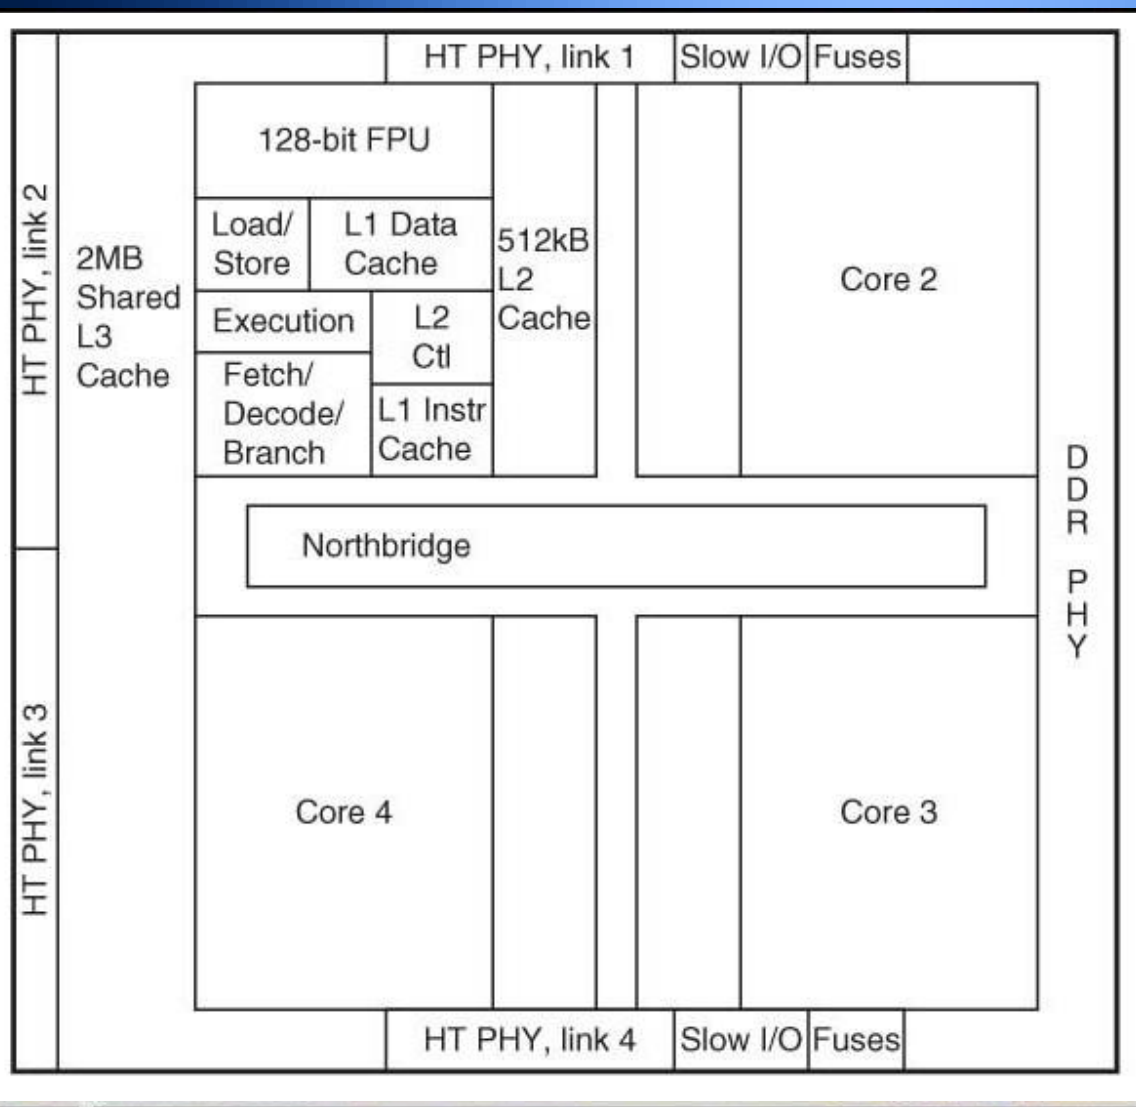 HT PHY, link 1
Slow I/O
Fuses
HT PHY, link 2
2MB
Shared
L3
Cache
128-bit FPU
Load/
Store
L1 Data
Cache
Execution
L2
Ctl
Fetch/
Decode/
Branch
L1 Instr
Cache
512kB
L2
Cache
Core 2
Northbridge
DDR PHY
HT PHY, link 3
Core 4
Core 3
HT PHY, link 4
Slow I/O
Fuses